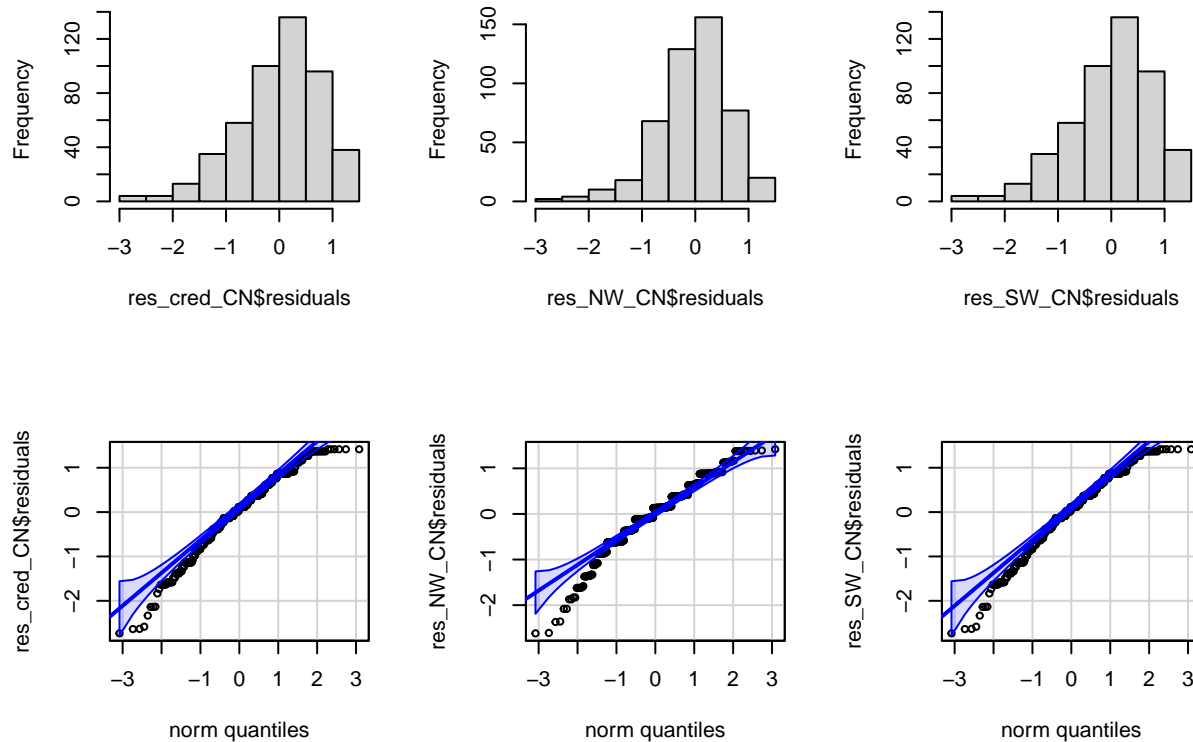 Frequency
0 40 80 120
−3 −2 −1 0 1
res_cred_CN$residuals
Frequency
0 50 100 150
−3 −2 −1 0 1
res_NW_CN$residuals
Frequency
0 40 80 120
−3 −2 −1 0 1
res_SW_CN$residuals
res_cred_CN$residuals
−2 −1 0 1
−3 −2 −1 0 1 2 3
norm quantiles
res_NW_CN$residuals
−2 −1 0 1
−3 −2 −1 0 1 2 3
norm quantiles
res_SW_CN$residuals
−2 −1 0 1
−3 −2 −1 0 1 2 3
norm quantiles